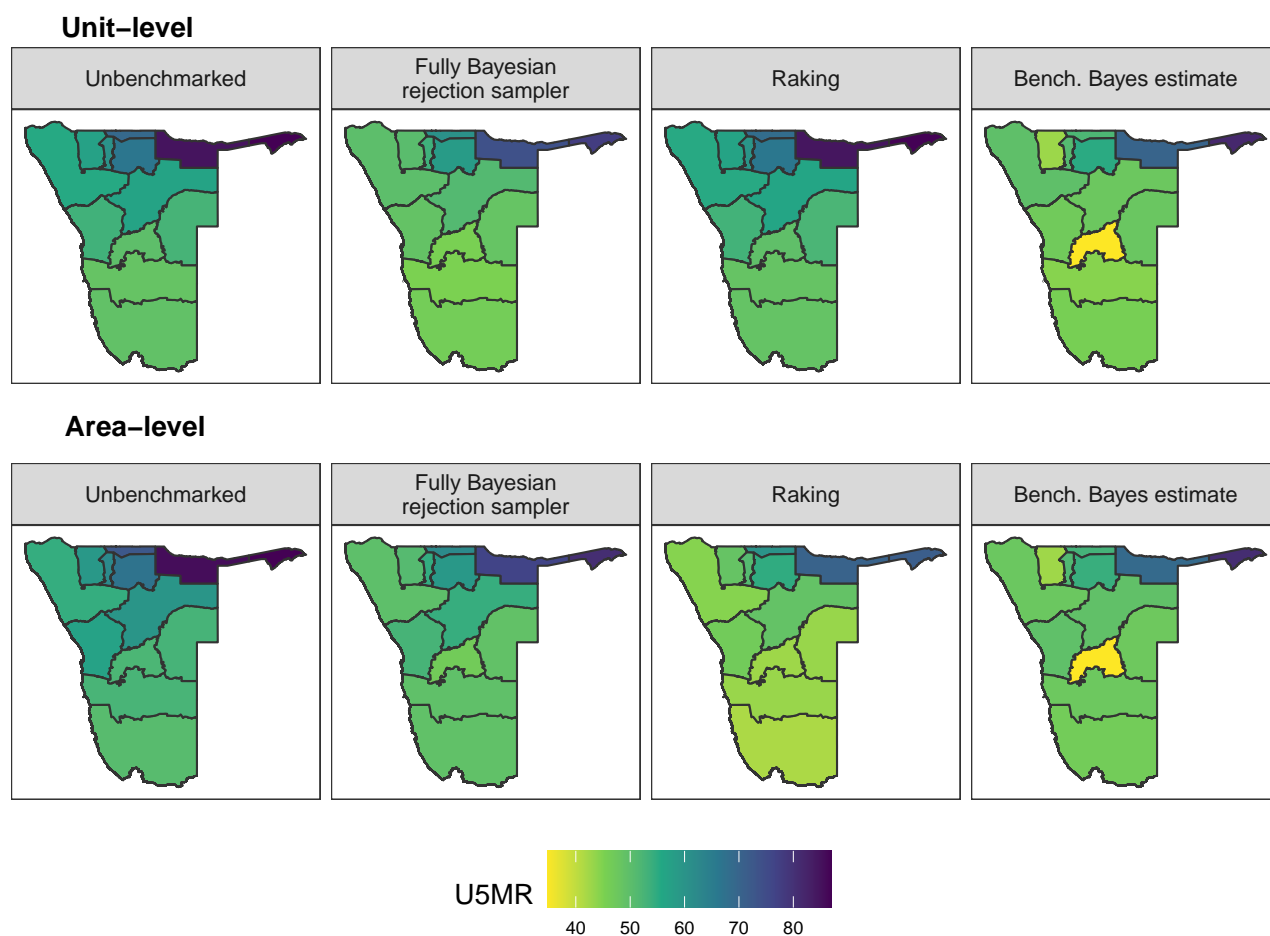 Unit−level
Unbenchmarked
Fully Bayesian
rejection sampler
Raking
Bench. Bayes estimate
Area−level
Unbenchmarked
Fully Bayesian
rejection sampler
Raking
Bench. Bayes estimate
U5MR
40 50 60 70 80